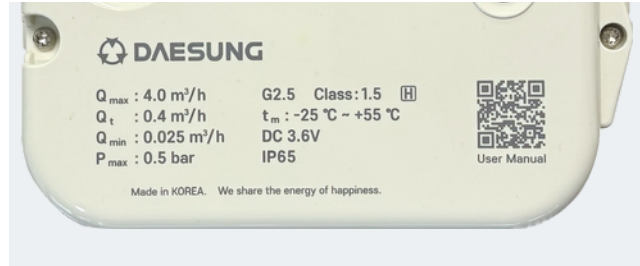 DAESUNG
Qmax : 4.0 m³/h G2.5 Class:1.5 H
Qt : 0.4 m³/h tm : -25 ℃ ~ +55 ℃
Qmin : 0.025 m³/h DC 3.6V
Pmax : 0.5 bar IP65
User Manual
Made in KOREA. We share the energy of happiness.